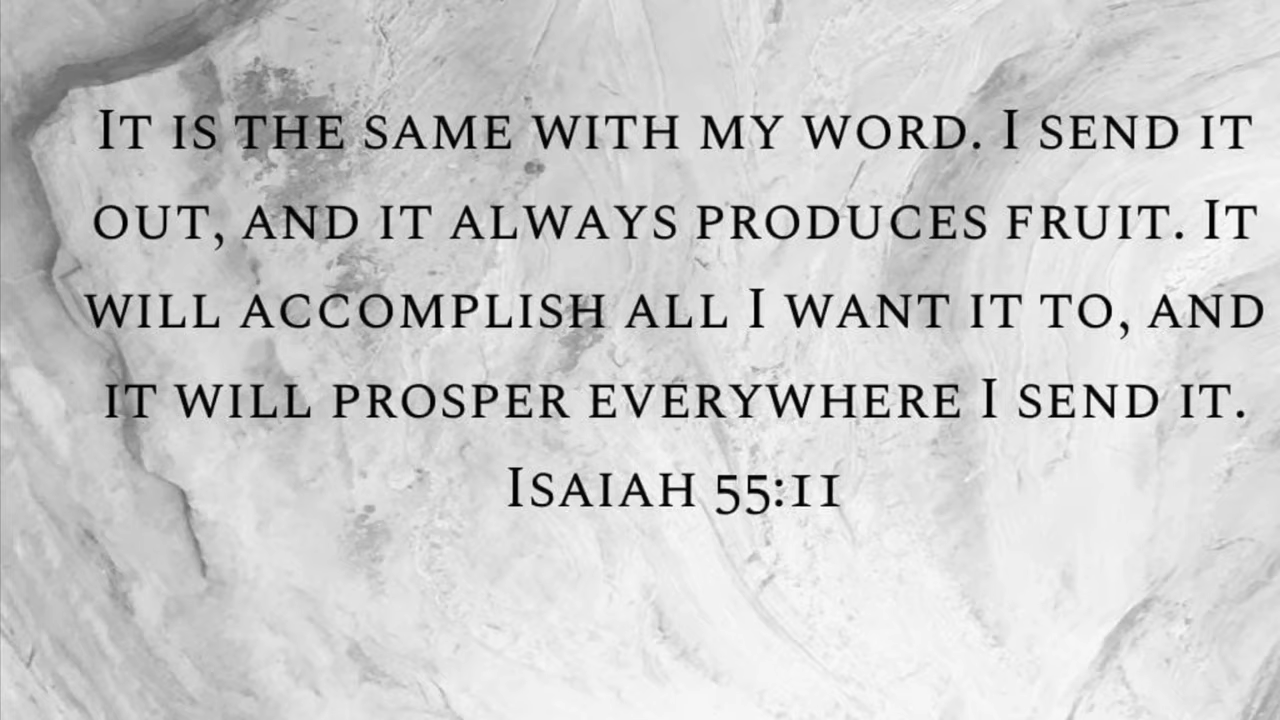 It is the same with my word. I send it
out, and it always produces fruit. It
will accomplish all I want it to, and
it will prosper everywhere I send it.
Isaiah 55:11